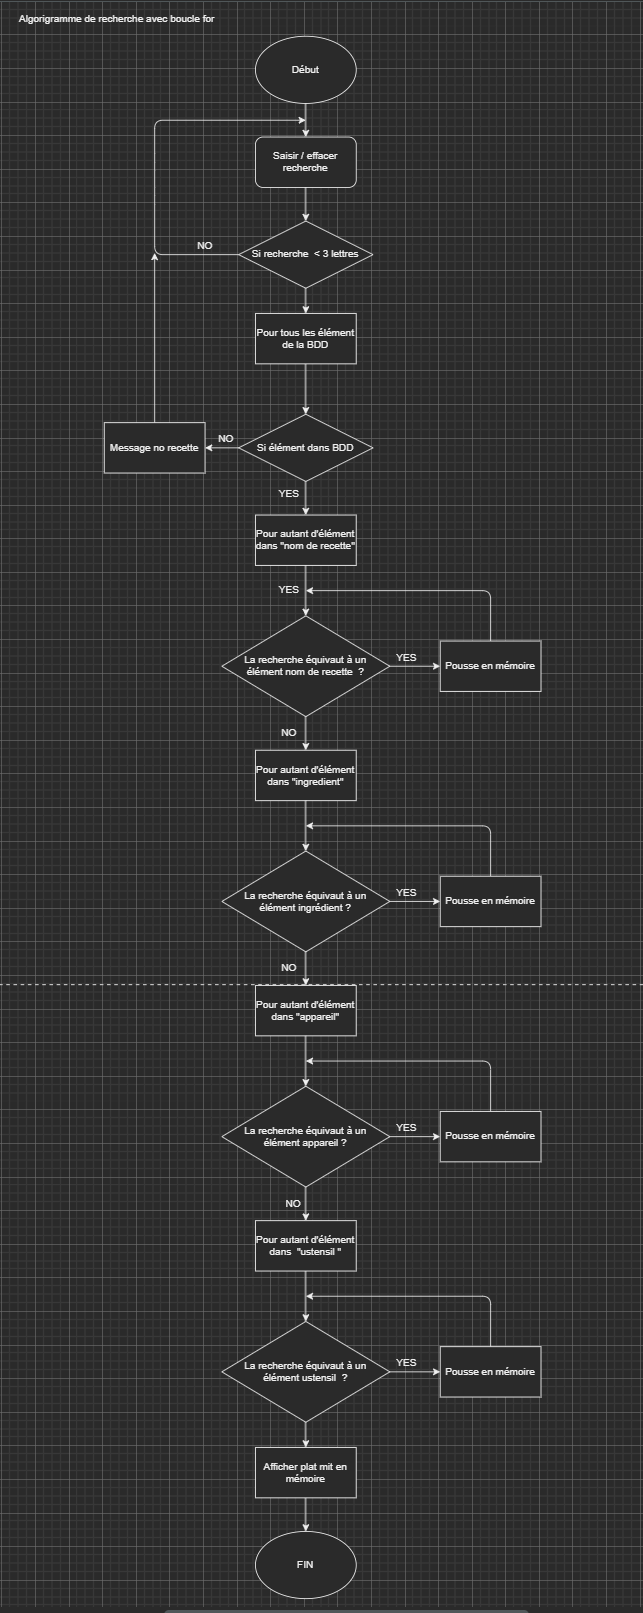 Algorigramme de recherche avec boucle for
Début
Saisir / effacer
recherche
NO
Si recherche < 3 lettres
Pour tous les élément
de la BDD
Message no recette
NO
Si élément dans BDD
YES
Pour autant d'élément
dans "nom de recette"
YES
La recherche équivaut à un
élément nom de recette ?
YES
Pousse en mémoire
NO
Pour autant d'élément
dans "ingredient"
La recherche équivaut à un
élément ingrédient ?
YES
Pousse en mémoire
NO
Pour autant d'élément
dans "appareil"
La recherche équivaut à un
élément appareil ?
YES
Pousse en mémoire
NO
Pour autant d'élément
dans "ustensil "
La recherche équivaut à un
élément ustensil ?
YES
Pousse en mémoire
Afficher plat mit en
mémoire
FIN